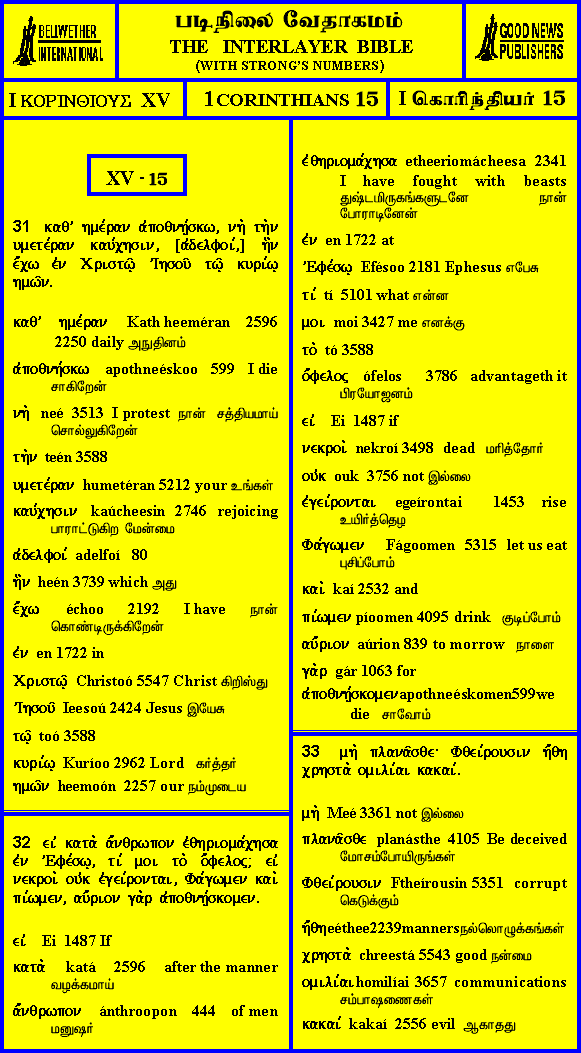 BELLWETHER
INTERNATIONAL
படிநிலை வேதாகமம்
THE INTERLAYER BIBLE
(WITH STRONG'S NUMBERS)
GOOD NEWS
PUBLISHERS
I ΚΟΡΙΝΘΙΟΥΣ XV
1 CORINTHIANS 15
I கொரிந்தியர் 15
XV - 15
31 καθ' ημέραν ἀποθνῄσκω, νὴ τὴν
υμετέραν καύχησιν, [ἀδελφοί,] ἣν
ἔχω ἐν Χριστῷ Ἰησοῦ τῷ κυρίῳ
ημῶν.
καθ' ημέραν Kath heeméran 2596
2250 daily அநுதினம்
ἀποθνῄσκω apothneéskoo 599 I die
சாகிறேன்
νὴ neé 3513 I protest நான் சத்தியமாய்
சொல்லுகிறேன்
τὴν teén 3588
υμετέραν humetéran 5212 your உங்கள்
καύχησιν kaúcheesin 2746 rejoicing
பாராட்டுகிற மேன்மை
ἀδελφοί adelfoí 80
ἣν heén 3739 which அது
ἔχω échoo 2192 I have நான்
கொண்டிருக்கிறேன்
ἐν en 1722 in
Χριστῷ Christoó 5547 Christ கிறிஸ்து
Ἰησοῦ Ieesoú 2424 Jesus இயேசு
τῷ toó 3588
κυρίῳ Kuríoo 2962 Lord கர்த்தர்
ημῶν heemoón 2257 our நம்முடைய
32 εἰ κατὰ ἄνθρωπον ἐθηριομάχησα
ἐν Ἐφέσῳ, τί μοι τὸ ὄφελος; εἰ
νεκροὶ οὐκ ἐγείρονται, Φάγωμεν καὶ
πίωμεν, αὔριον γὰρ ἀποθνῄσκομεν.
εἰ Ei 1487 If
κατὰ katá 2596 after the manner
வழக்கமாய்
ἄνθρωπον ánthroopon 444 of men
மனுஷர்
ἐθηριομάχησα etheeriomácheesa 2341
I have fought with beasts
துஷ்டமிருகங்களுடனே நான்
போராடினேன்
ἐν en 1722 at
Ἐφέσῳ Efésoo 2181 Ephesus எபேசு
τί tí 5101 what என்ன
μοι moi 3427 me எனக்கு
τὸ tó 3588
ὄφελος ófelos 3786 advantageth it
பிரயோஜனம்
εἰ Ei 1487 if
νεκροὶ nekroí 3498 dead மரித்தோர்
οὐκ ouk 3756 not இல்லை
ἐγείρονται egeírontai 1453 rise
உயிர்த்தெழ
Φάγωμεν Fágoomen 5315 let us eat
புசிப்போம்
καὶ kaí 2532 and
πίωμεν píoomen 4095 drink குடிப்போம்
αὔριον aúrion 839 to morrow நாளை
γὰρ gár 1063 for
ἀποθνῄσκομεν apothneéskomen 599 we
die சாவோம்
33 μὴ πλανᾶσθε· Φθείρουσιν ἤθη
χρηστὰ ομιλίαι κακαί.
μὴ Meé 3361 not இல்லை
πλανᾶσθε planásthe 4105 Be deceived
மோசம்போயிருங்கள்
Φθείρουσιν Ftheírousin 5351 corrupt
கெடுக்கும்
ἤθη eéthee 2239 manners நல்லொழுக்கங்கள்
χρηστὰ chreestá 5543 good நன்மை
ομιλίαι homilíai 3657 communications
சம்பாஷணைகள்
κακαί kakaí 2556 evil ஆகாதது